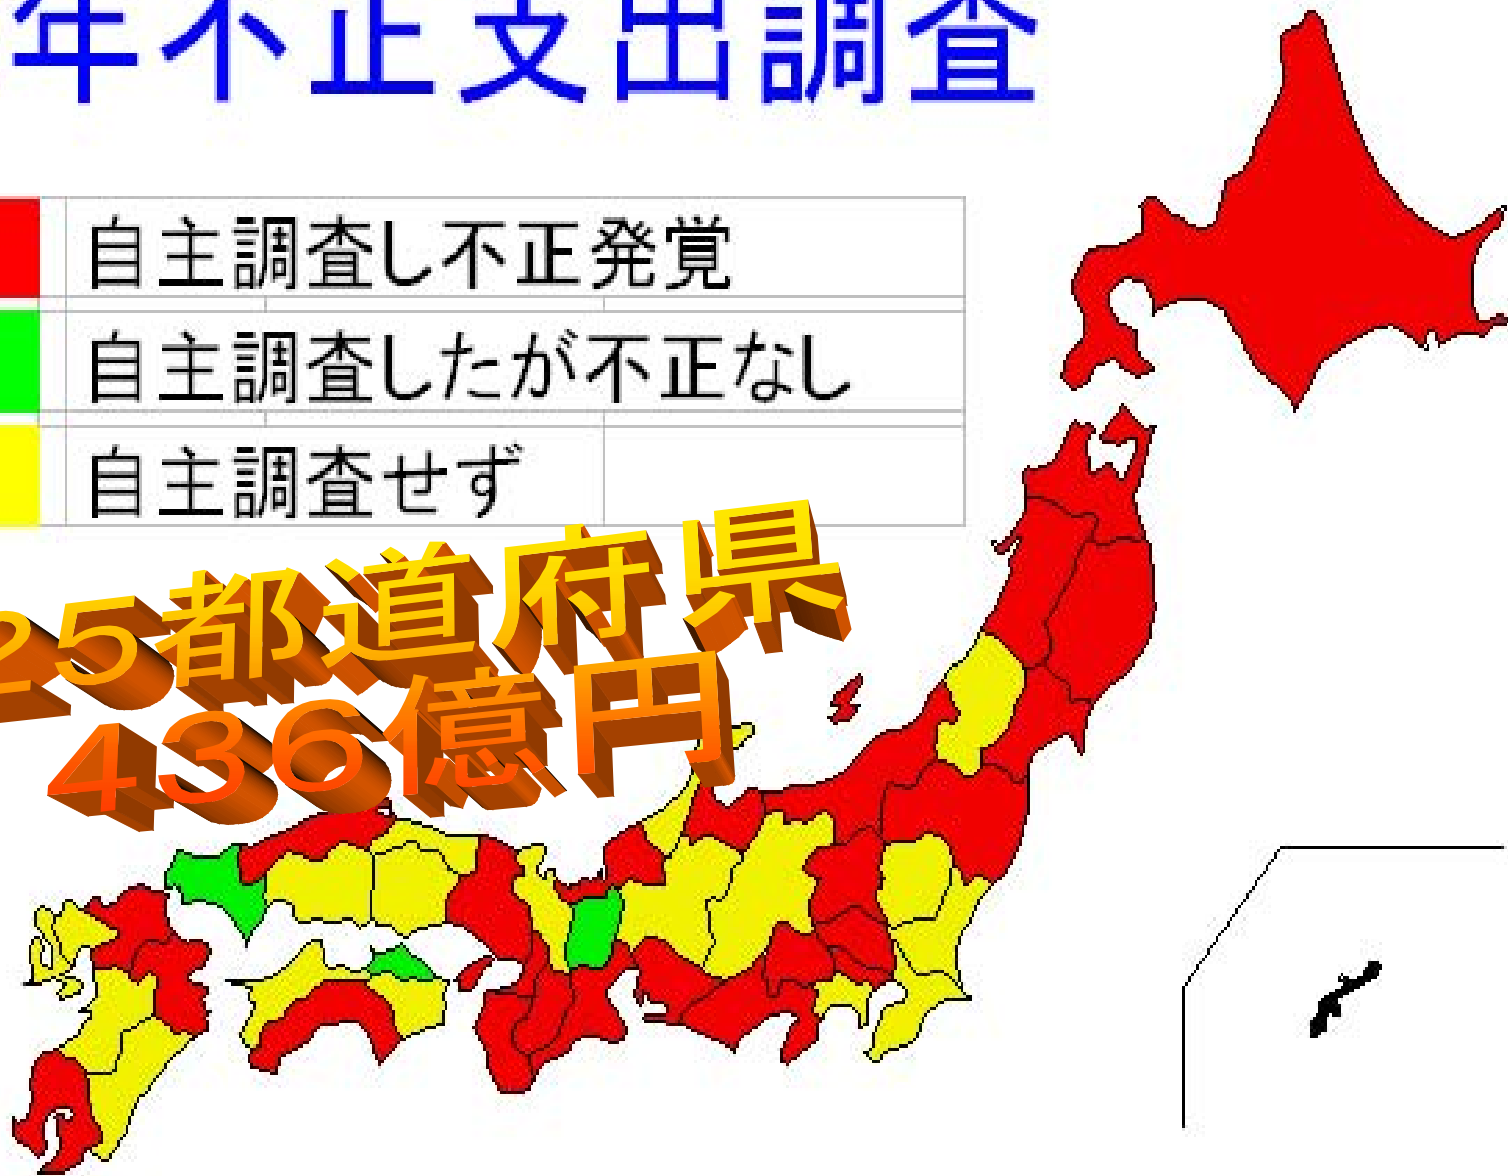 年不正支出調査
自主調査し不正発覚
自主調査したが不正なし
自主調査せず
25都道府県
436億円